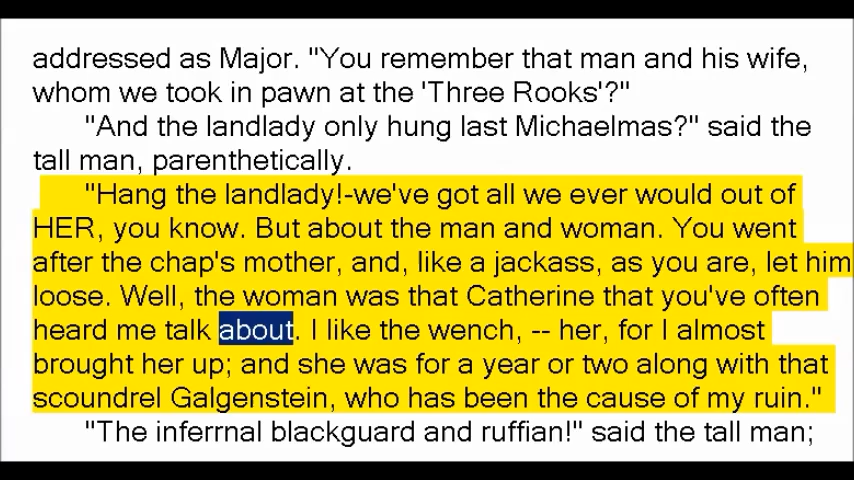 addressed as Major. "You remember that man and his wife,
whom we took in pawn at the 'Three Rooks'?"
"And the landlady only hung last Michaelmas?" said the
tall man, parenthetically.
"Hang the landlady!-we've got all we ever would out of
HER, you know. But about the man and woman. You went
after the chap's mother, and, like a jackass, as you are, let him
loose. Well, the woman was that Catherine that you've often
heard me talk about. I like the wench, -- her, for I almost
brought her up; and she was for a year or two along with that
scoundrel Galgenstein, who has been the cause of my ruin."
"The inferrnal blackguard and ruffian!" said the tall man;